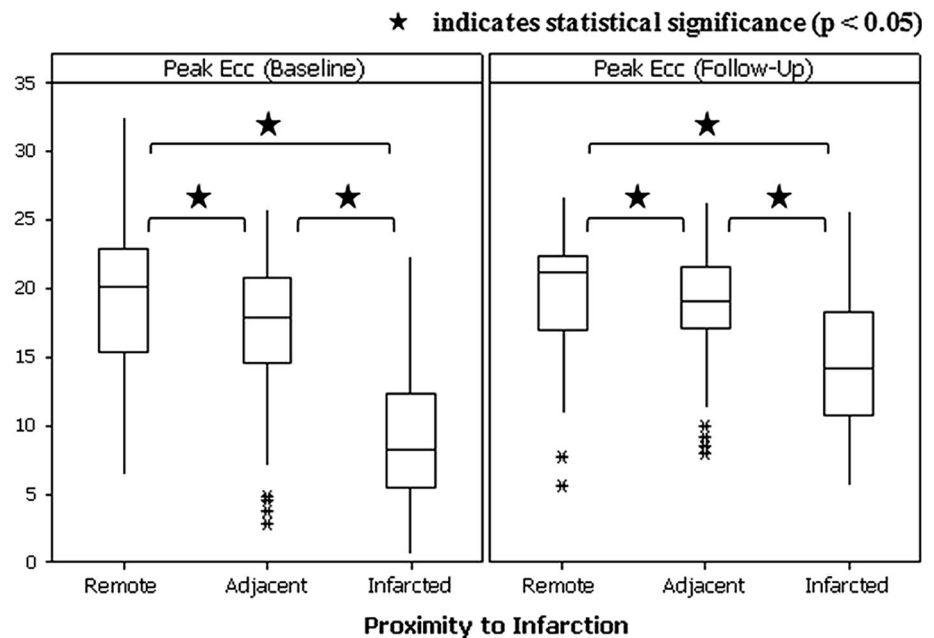 ★ indicates statistical significance (p < 0.05)
Peak Ecc (Baseline) Peak Ecc (Follow-Up)
35
30
25
20
15
10
5
0
Remote Adjacent Infarcted Remote Adjacent Infarcted
Proximity to Infarction